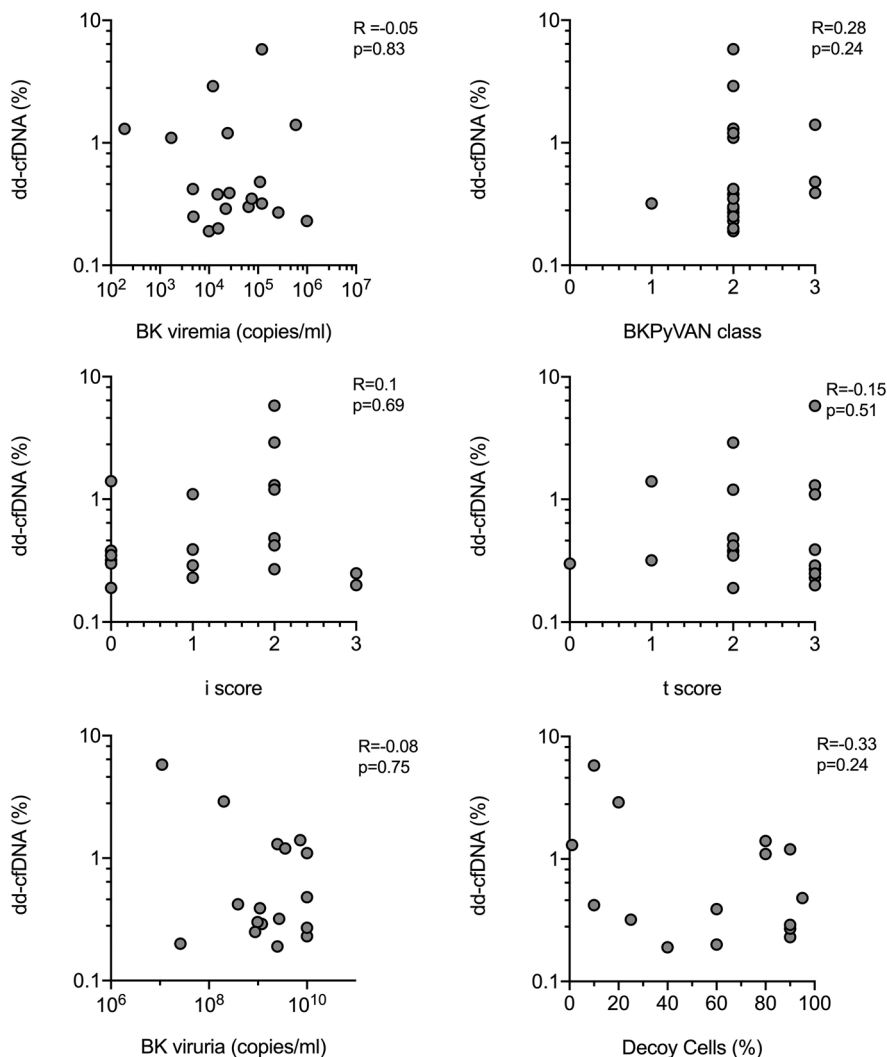 10
1
0.1
dd-cfDNA (%)
R =-0.05
p=0.83
10² 10³ 10⁴ 10⁵ 10⁶ 10⁷
BK viremia (copies/ml)
10
1
0.1
dd-cfDNA (%)
R=0.28
p=0.24
0 1 2 3
BKPyVAN class
10
1
0.1
dd-cfDNA (%)
R=0.1
p=0.69
0 1 2 3
i score
10
1
0.1
dd-cfDNA (%)
R=-0.15
p=0.51
0 1 2 3
t score
10
1
0.1
dd-cfDNA (%)
R=-0.08
p=0.75
10⁶ 10⁸ 10¹⁰
BK viruria (copies/ml)
10
1
0.1
dd-cfDNA (%)
R=-0.33
p=0.24
0 20 40 60 80 100
Decoy Cells (%)